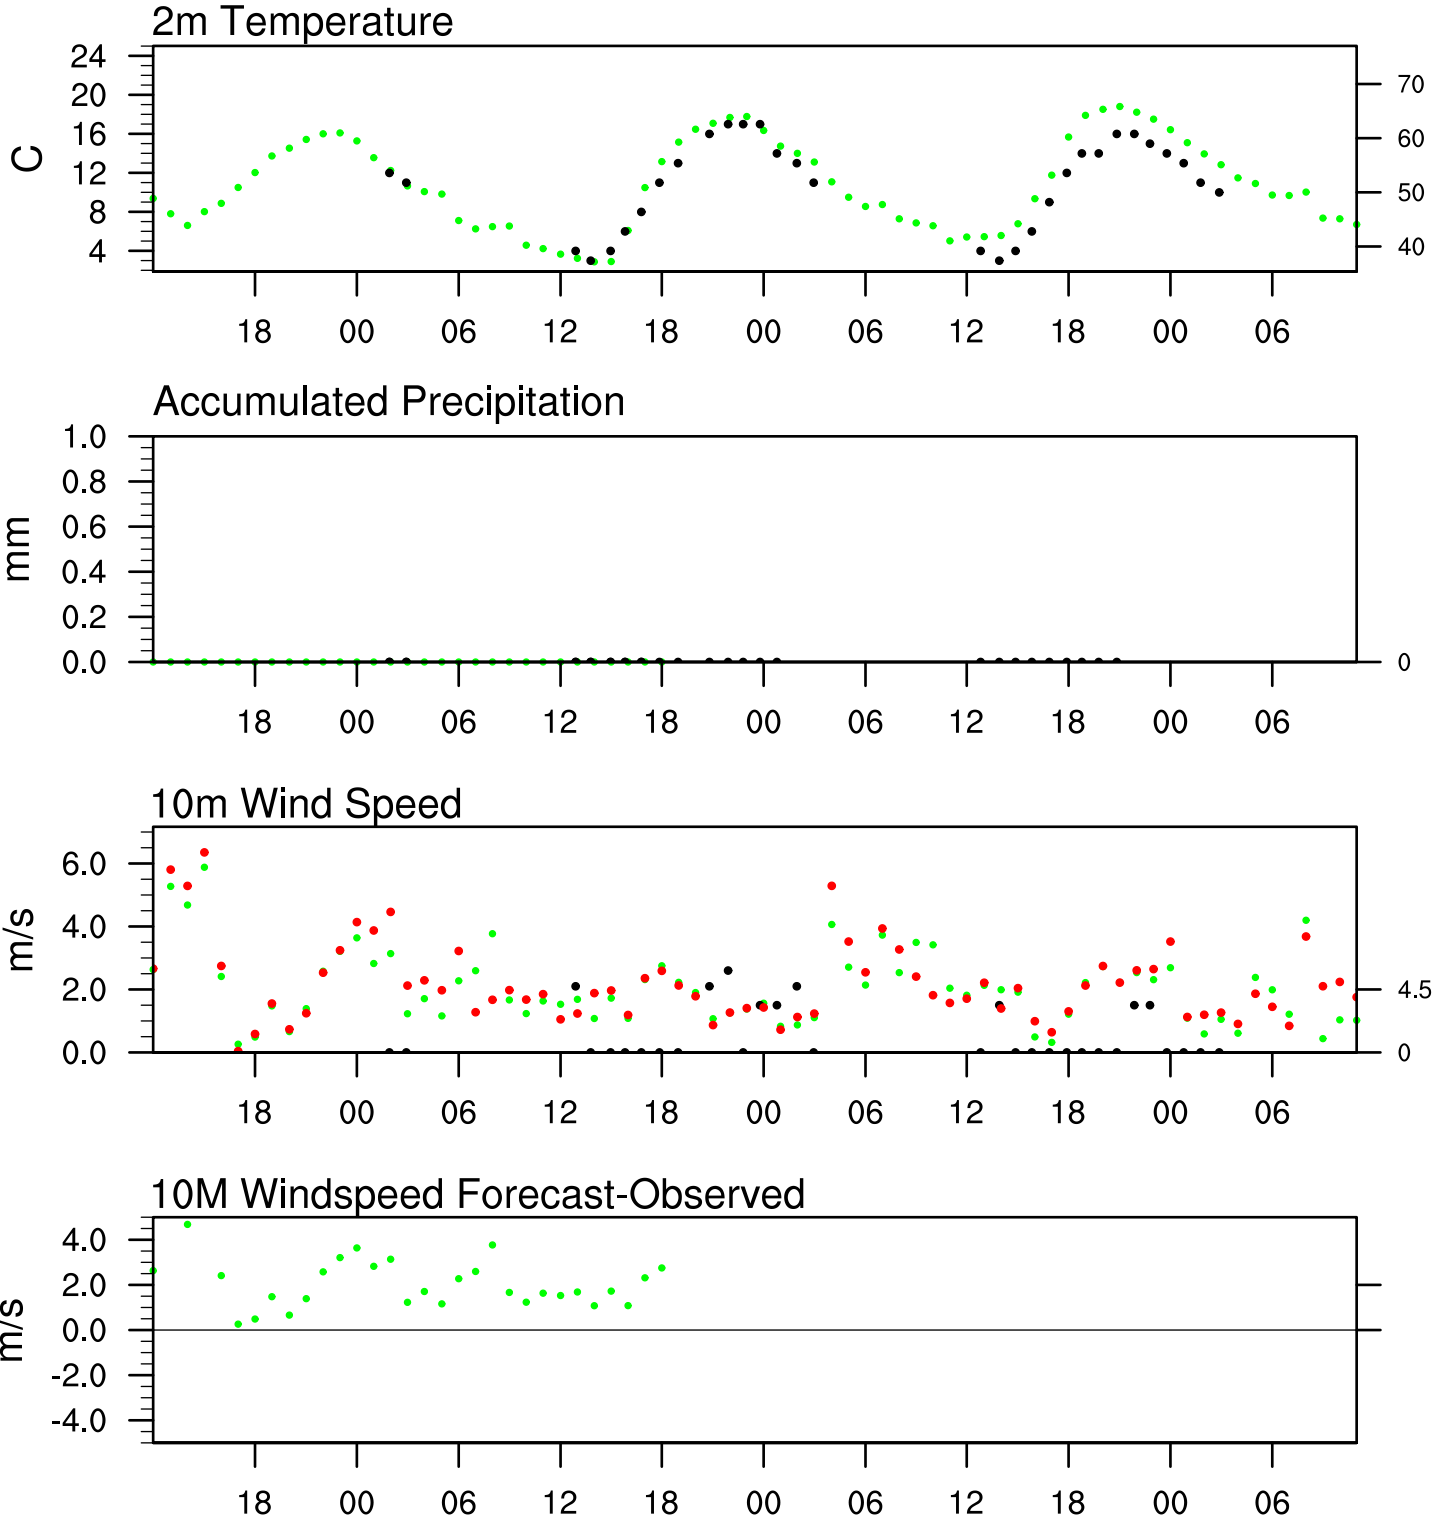 2m Temperature
24
20
16
12
8
4
C
70
60
50
40
18 00 06 12 18 00 06 12 18 00 06
Accumulated Precipitation
1.0
0.8
0.6
0.4
0.2
0.0
mm
0
18 00 06 12 18 00 06 12 18 00 06
10m Wind Speed
6.0
4.0
2.0
0.0
m/s
4.5
0
18 00 06 12 18 00 06 12 18 00 06
10M Windspeed Forecast-Observed
4.0
2.0
0.0
-2.0
-4.0
m/s
18 00 06 12 18 00 06 12 18 00 06